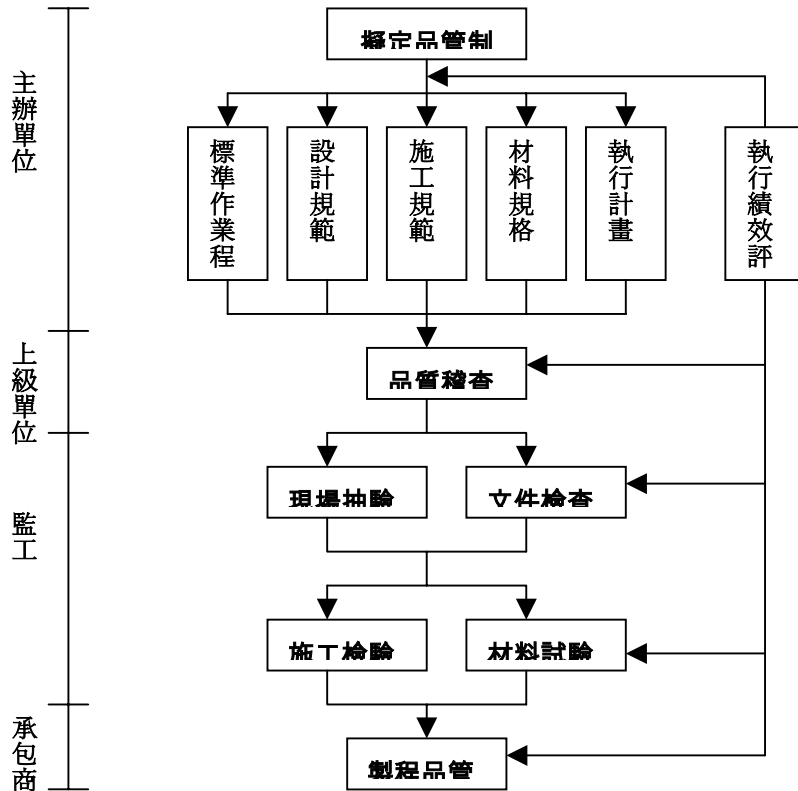 擬定品管制
主辦單位
標準作業程
設計規範
施工規範
材料規格
執行計畫
執行績效評
上級單位
品質稽查
監工
現場抽驗
文件檢查
施工檢驗
材料試驗
承包商
製程品管